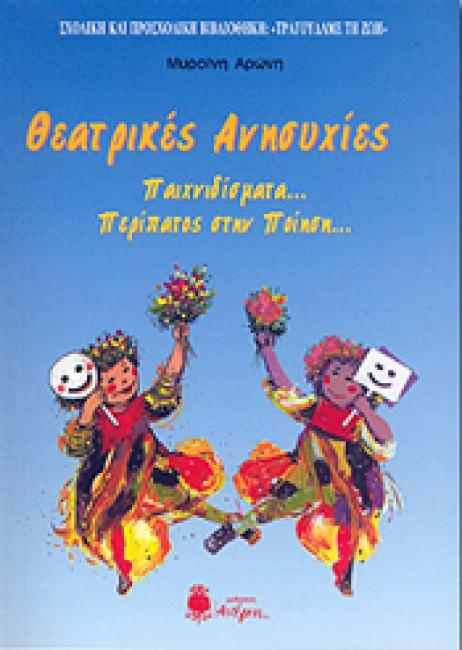 ΣΧΟΛΙΚΗ ΚΑΙ ΠΡΟΣΧΟΛΙΚΗ ΒΙΒΛΙΟΘΗΚΗ: «ΤΡΑΓΟΥΔΑΜΕ ΤΗ ΖΩΗ»
Μυρσίνη Αρώνη
Θεατρικές Ανησυχίες
Παιχνιδίσματα...
Περίπατος στην Ποίηση...